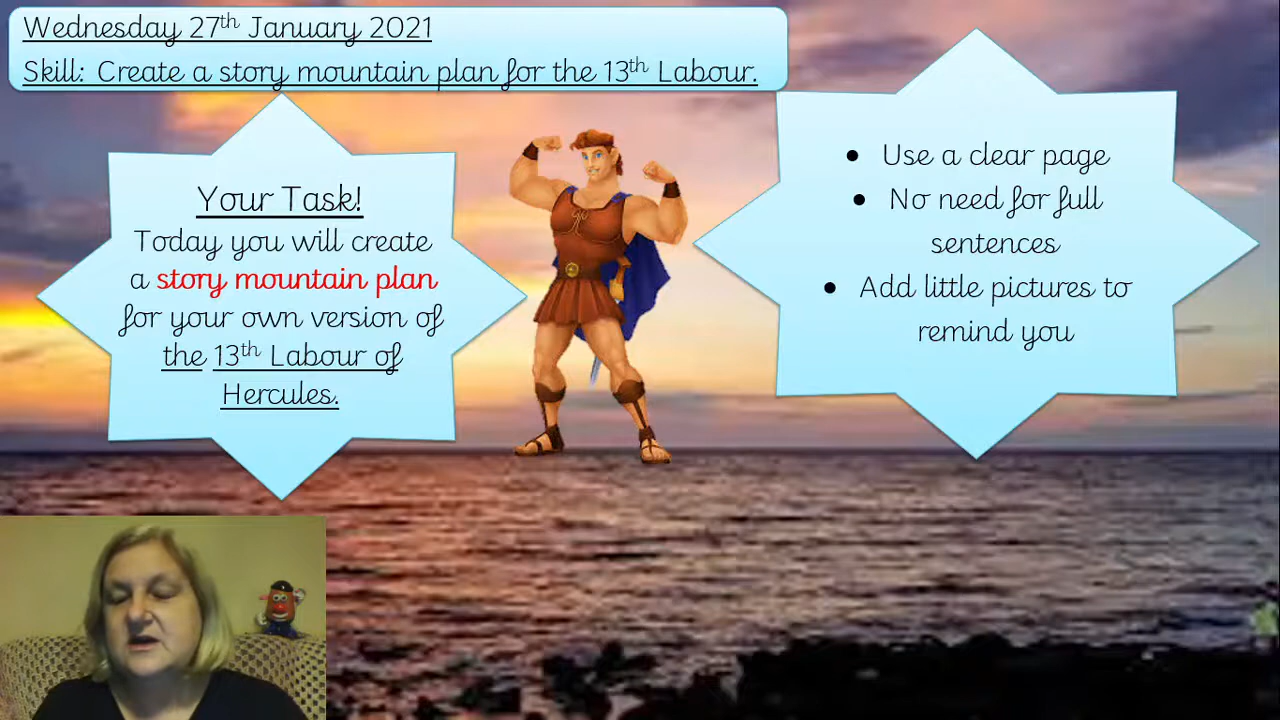 Wednesday 27th January 2021
Skill: Create a story mountain plan for the 13th Labour.
Your Task!
Today you will create
a story mountain plan
for your own version of
the 13th Labour of
Hercules.
• Use a clear page
• No need for full
sentences
• Add little pictures to
remind you